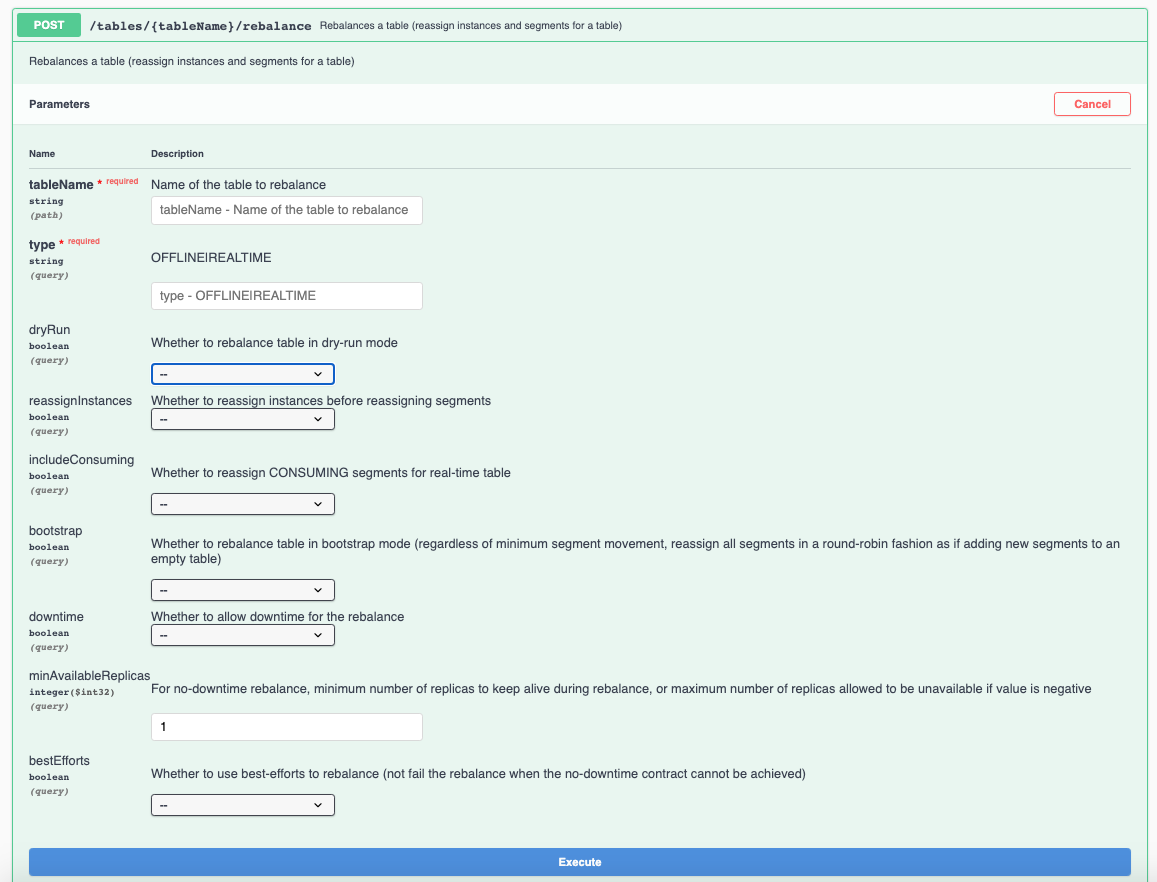 POST /tables/{tableName}/rebalance Rebalances a table (reassign instances and segments for a table)
Rebalances a table (reassign instances and segments for a table)
Parameters
Cancel
Name Description
tableName * required Name of the table to rebalance
string
(path)
tableName - Name of the table to rebalance
type * required
string
(query)
OFFLINE|REALTIME
type - OFFLINE|REALTIME
dryRun
boolean
(query)
Whether to rebalance table in dry-run mode
--
reassignInstances Whether to reassign instances before reassigning segments
boolean
(query)
--
includeConsuming
boolean
(query)
Whether to reassign CONSUMING segments for real-time table
--
bootstrap
boolean
(query)
Whether to rebalance table in bootstrap mode (regardless of minimum segment movement, reassign all segments in a round-robin fashion as if adding new segments to an
empty table)
--
downtime Whether to allow downtime for the rebalance
boolean
(query)
--
minAvailableReplicas
integer($int32)
(query)
For no-downtime rebalance, minimum number of replicas to keep alive during rebalance, or maximum number of replicas allowed to be unavailable if value is negative
1
bestEfforts
boolean
(query)
Whether to use best-efforts to rebalance (not fail the rebalance when the no-downtime contract cannot be achieved)
--
Execute